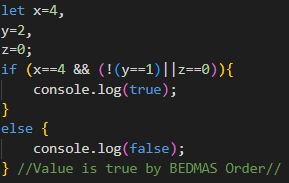 let x=4,
y=2,
z=0;
if (x==4 && (!(y==1)||z==0)){
    console.log(true);
}
else {
    console.log(false);
} //Value is true by BEDMAS Order//